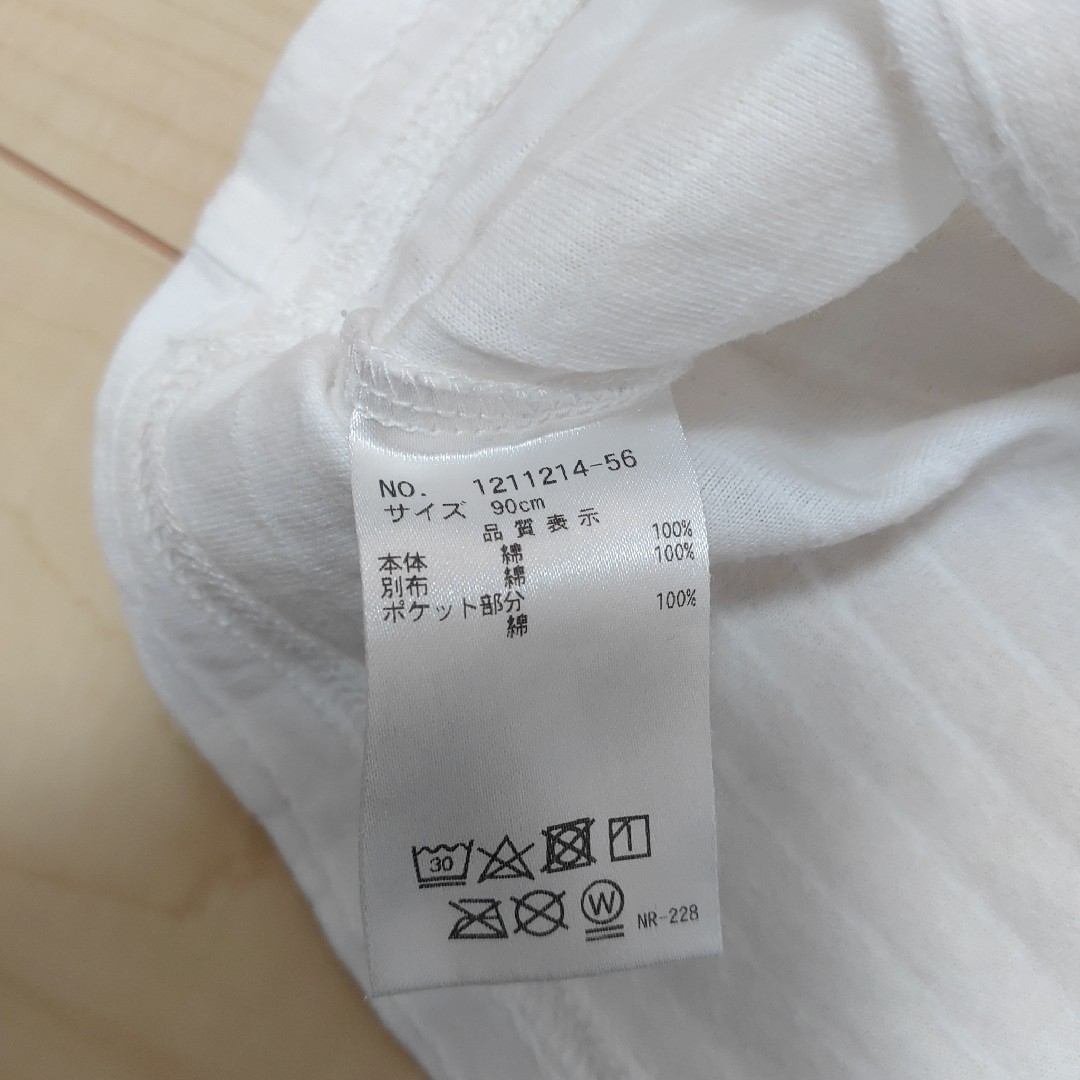 NO. 1211214-56
サイズ 90cm
品質表示
本体 綿 100%
別布 綿 100%
ポケット部分
綿 100%
30
W NR-228